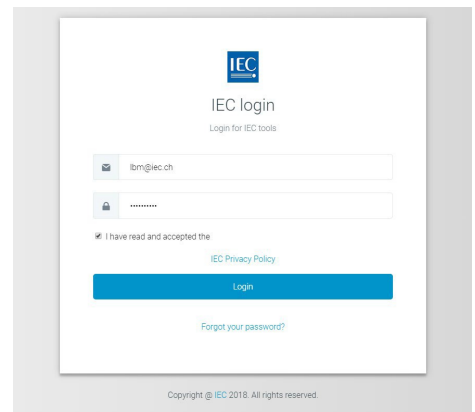 IEC
IEC login
Login for IEC tools
lbm@iec.ch
••••••••••
I have read and accepted the
IEC Privacy Policy
Login
Forgot your password?
Copyright @ IEC 2018. All rights reserved.